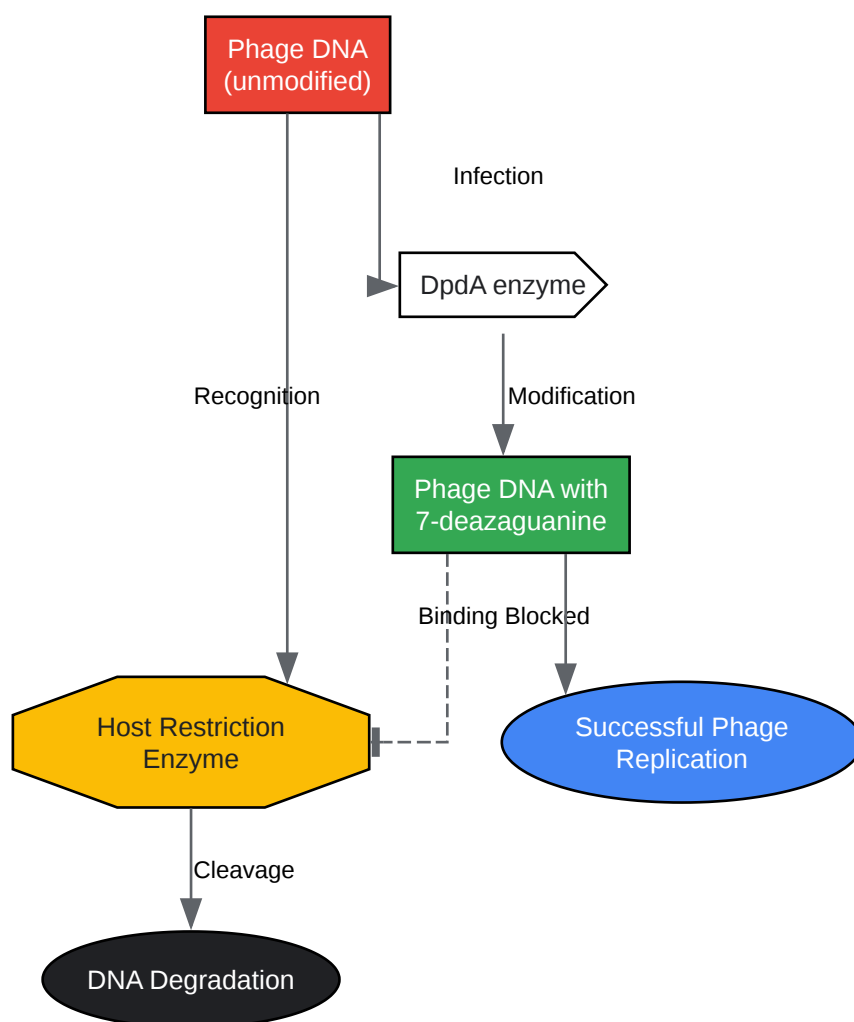 Phage DNA
(unmodified)
Infection
DpdA enzyme
Recognition
Modification
Phage DNA with
7-deazaguanine
Binding Blocked
Host Restriction
Enzyme
Successful Phage
Replication
Cleavage
DNA Degradation